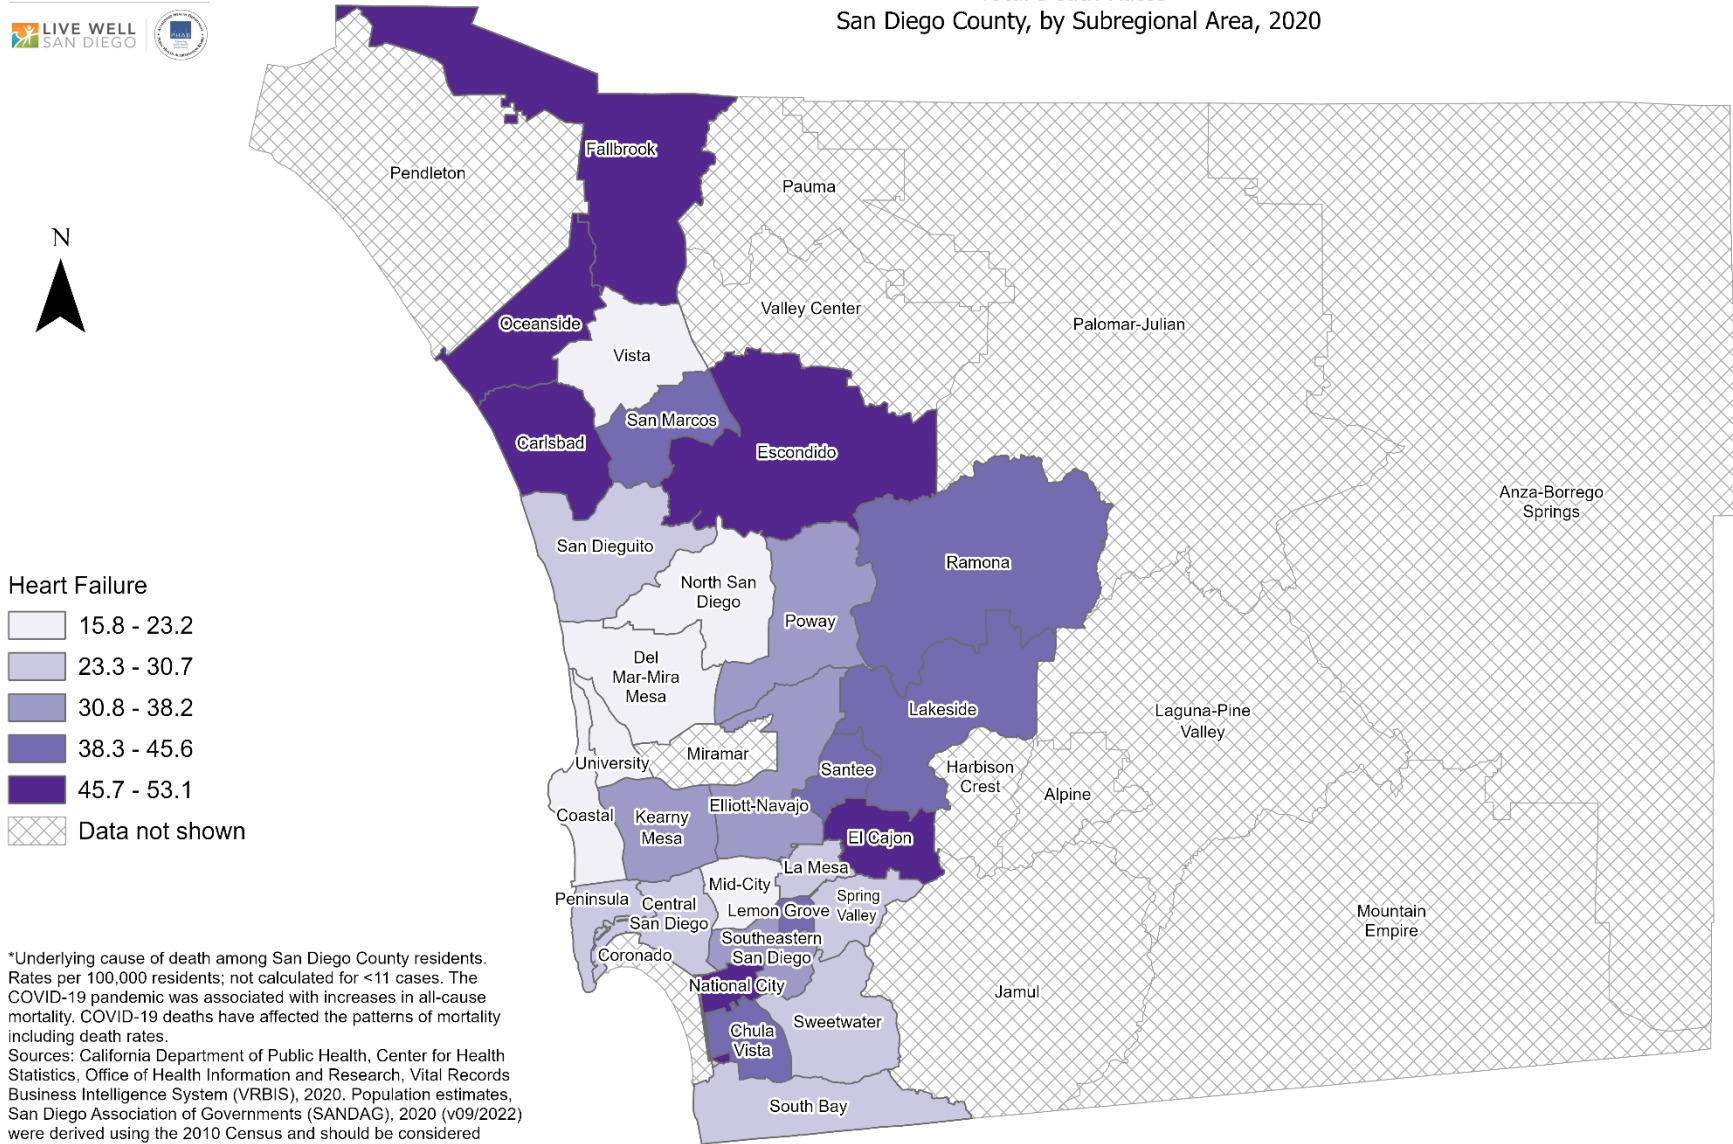 LIVE WELL
SAN DIEGO
PHAB
San Diego County, by Subregional Area, 2020
Fallbrook
Pendleton
Pauma
N
Valley Center
Oceanside
Palomar-Julian
Vista
San Marcos
Carlsbad
Escondido
Anza-Borrego
Springs
San Dieguito
Ramona
North San
Diego
Poway
Del
Mar-Mira
Mesa
Lakeside
Laguna-Pine
Valley
Miramar
University
Santee
Harbison
Crest
Alpine
Elliott-Navajo
Coastal
Kearny
Mesa
El Cajon
La Mesa
Mid-City
Peninsula
Central
San Diego
Lemon Grove
Spring
Valley
Mountain
Empire
Southeastern
San Diego
Coronado
National City
Jamul
Sweetwater
Chula
Vista
South Bay
Heart Failure
15.8 - 23.2
23.3 - 30.7
30.8 - 38.2
38.3 - 45.6
45.7 - 53.1
Data not shown
*Underlying cause of death among San Diego County residents.
Rates per 100,000 residents; not calculated for <11 cases. The
COVID-19 pandemic was associated with increases in all-cause
mortality. COVID-19 deaths have affected the patterns of mortality
including death rates.
Sources: California Department of Public Health, Center for Health
Statistics, Office of Health Information and Research, Vital Records
Business Intelligence System (VRBIS), 2020. Population estimates,
San Diego Association of Governments (SANDAG), 2020 (v09/2022)
were derived using the 2010 Census and should be considered